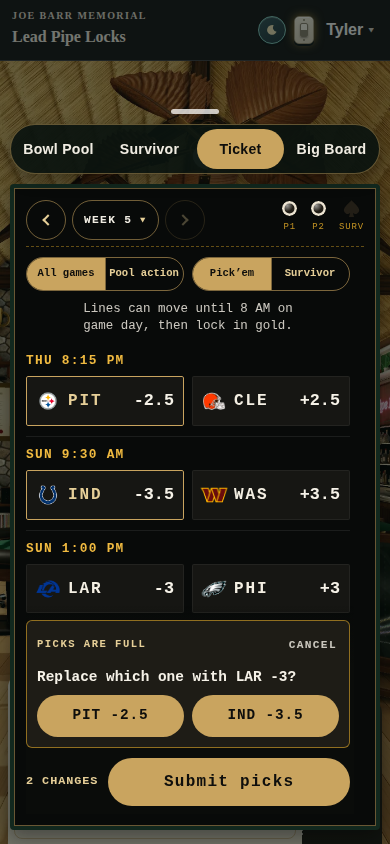 JOE BARR MEMORIAL
Lead Pipe Locks
Tyler ▾
Bowl Pool
Survivor
Ticket
Big Board
WEEK 5 ▾
P1
P2
SURV
All games
Pool action
Pick’em
Survivor
Lines can move until 8 AM on
game day, then lock in gold.
THU 8:15 PM
PIT -2.5
CLE +2.5
SUN 9:30 AM
IND -3.5
WAS +3.5
SUN 1:00 PM
LAR -3
PHI +3
PICKS ARE FULL
CANCEL
Replace which one with LAR -3?
PIT -2.5
IND -3.5
2 CHANGES
Submit picks